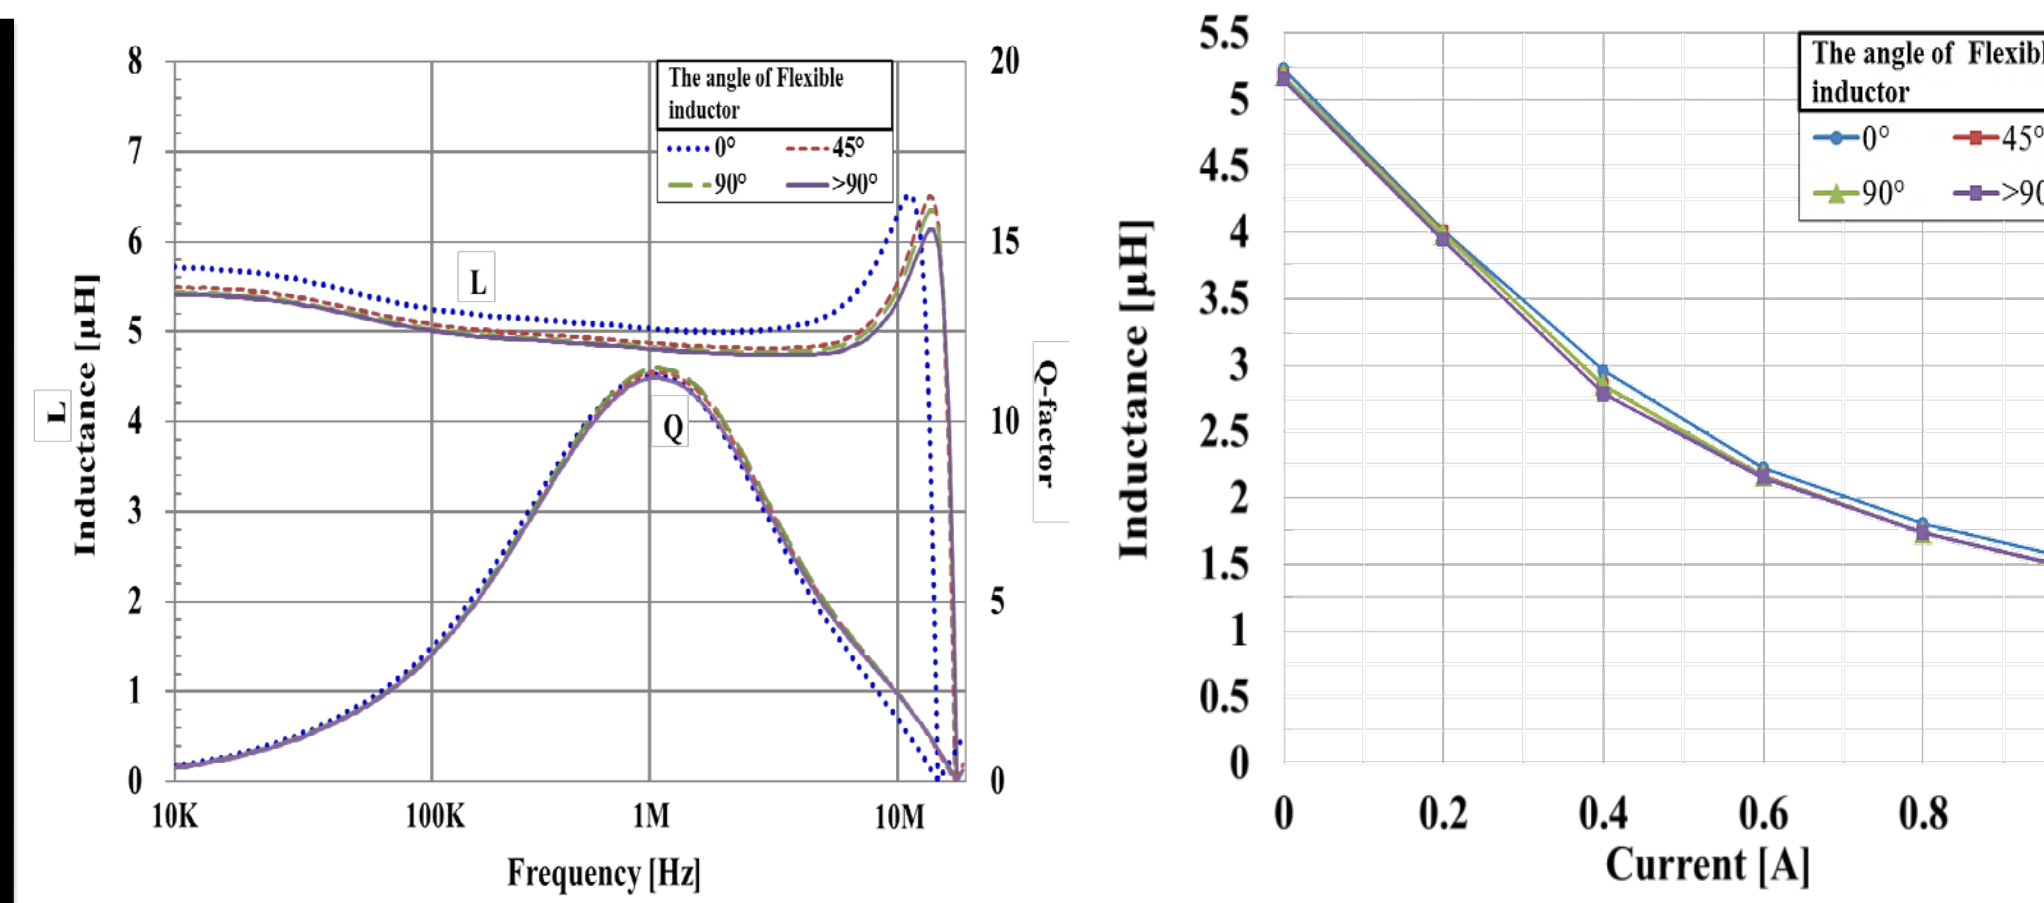 8
7
6
5
4
3
2
1
0
L
Inductance [μH]
The angle of Flexible
inductor
0° 45°
90° >90°
L
Q
20
15
10
5
0
Q-factor
10K 100K 1M 10M
Frequency [Hz]
5.5
5
4.5
4
3.5
3
2.5
2
1.5
1
0.5
0
Inductance [μH]
The angle of
inductor
0° 45°
90°
0 0.2 0.4 0.6 0.8
Current [A]